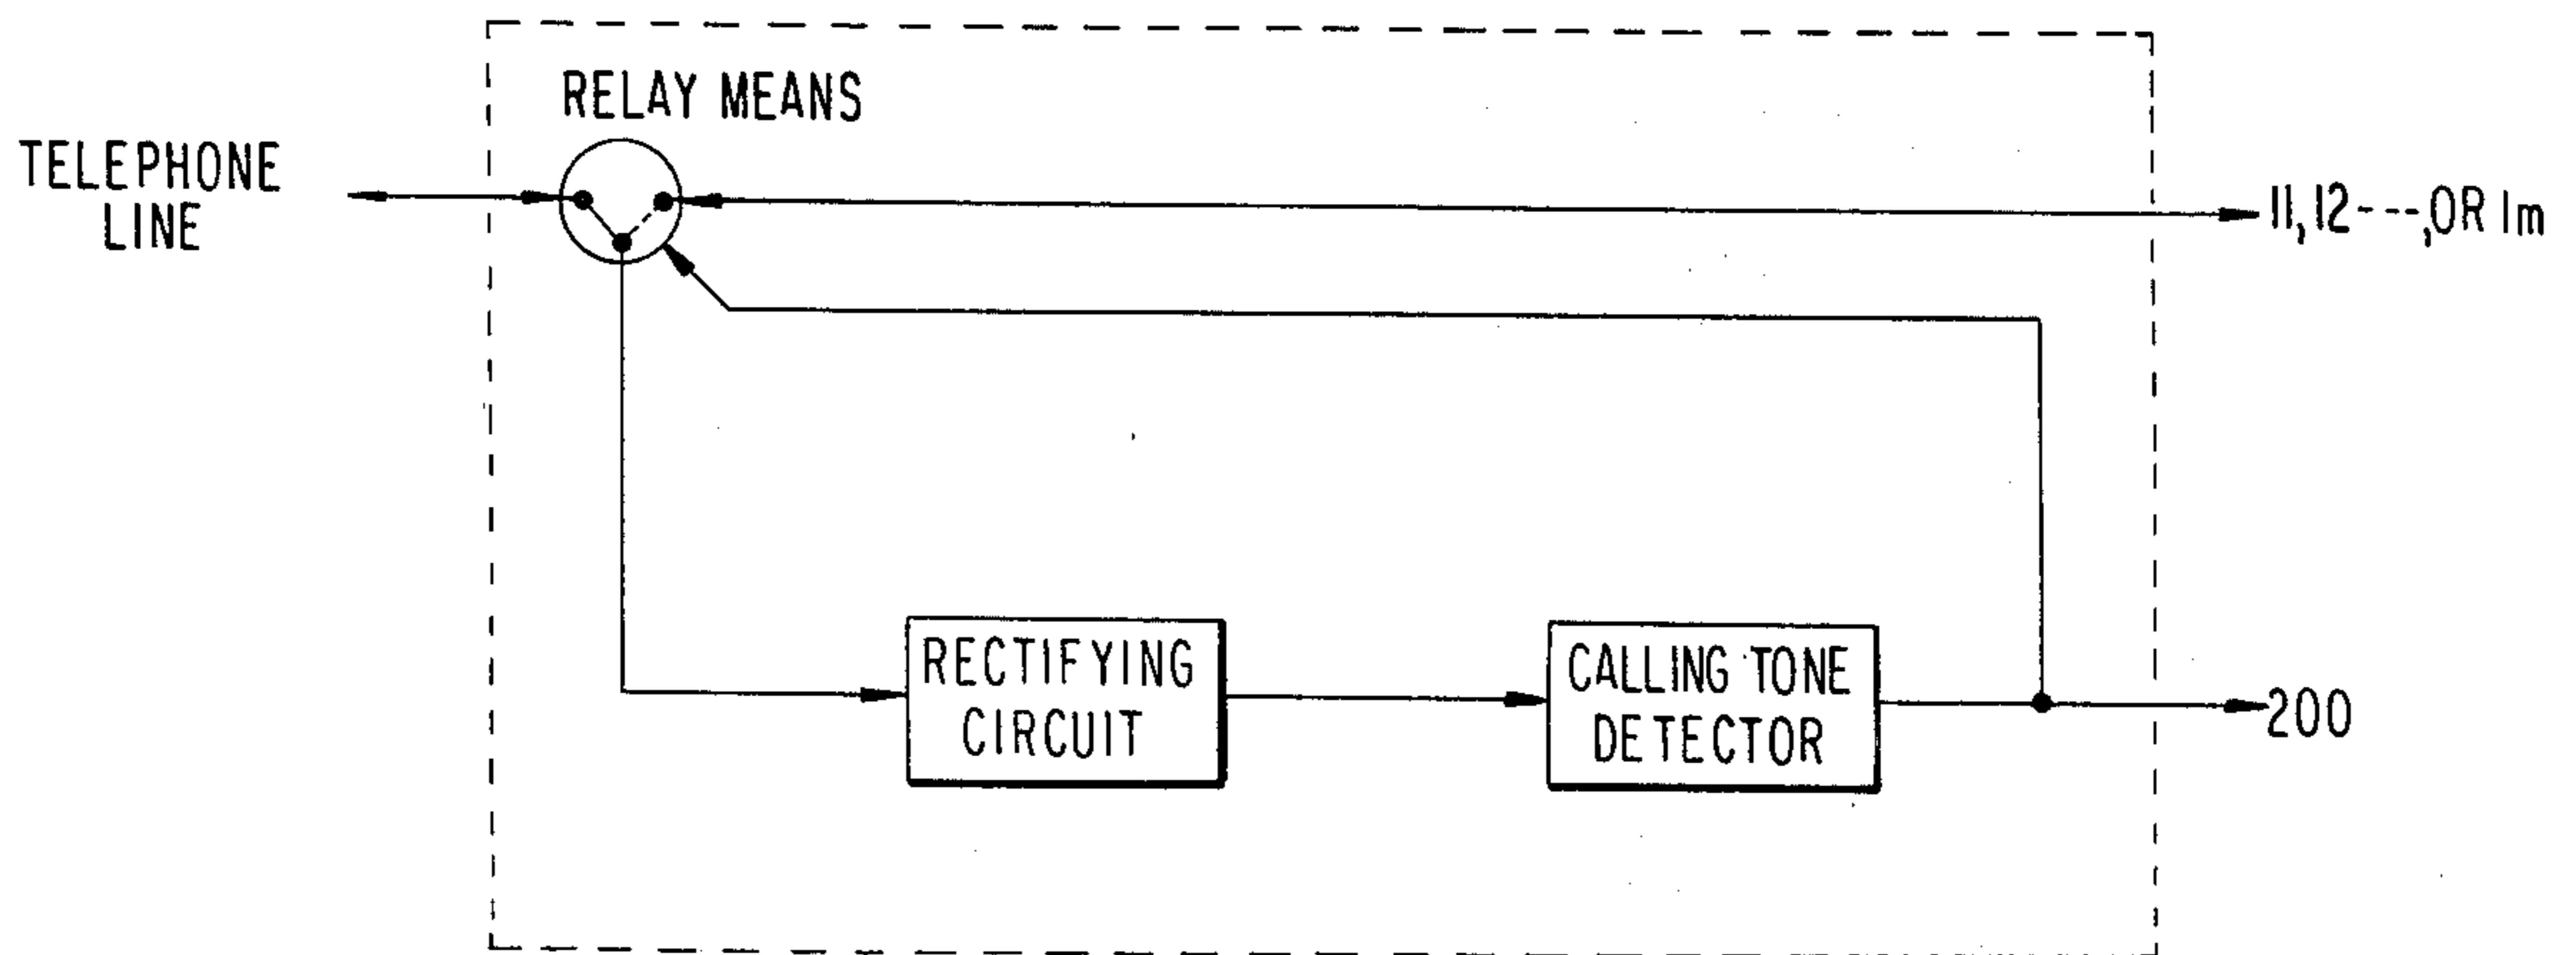 RELAY MEANS
TELEPHONE
LINE
11,12---,OR 1m
RECTIFYING
CIRCUIT
CALLING TONE
DETECTOR
200